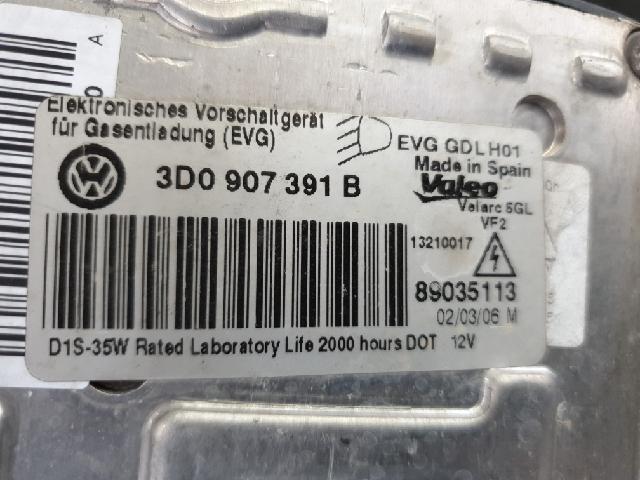 Elektronisches Vorschaltgerät
für Gasentladung (EVG)
EVG GDL H01
Made in Spain
3D0 907 391 B
Valeo
Valarc 5GL
VF2
13210017
89035113
02/03/06 M
D1S-35W Rated Laboratory Life 2000 hours DOT 12V
A